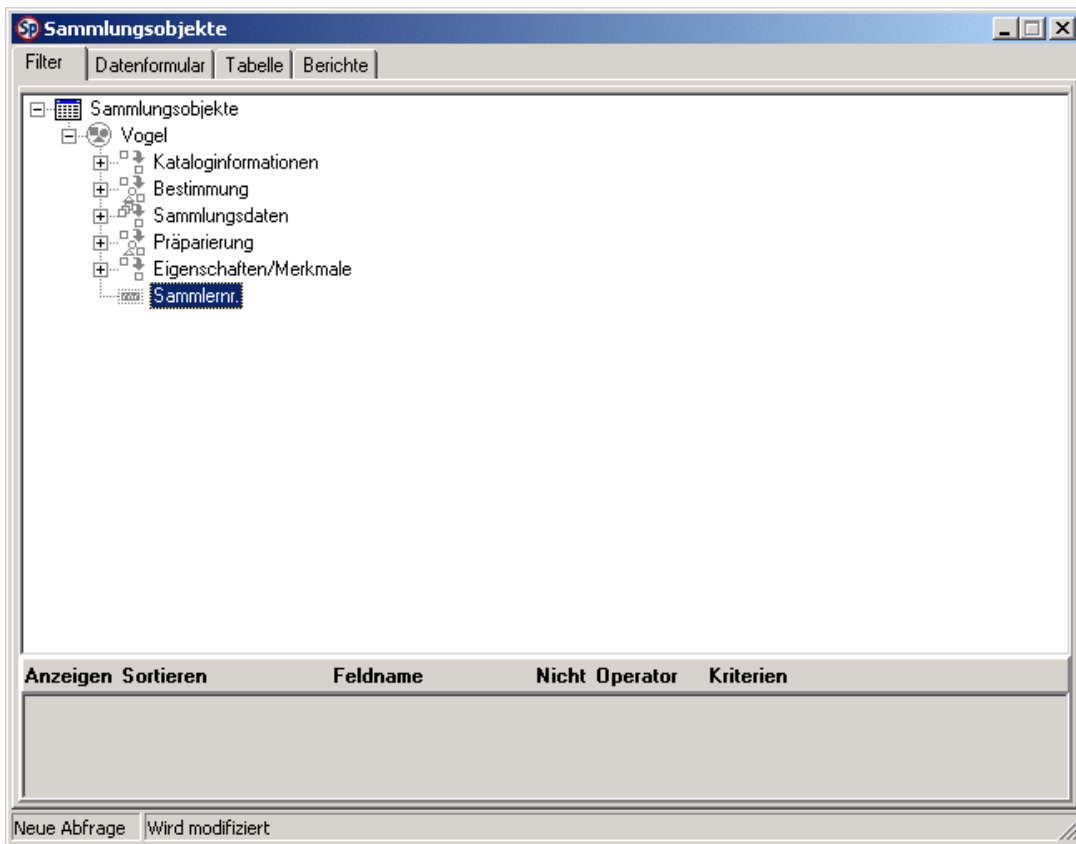 Sammlungsobjekte
Filter Datenformular Tabelle Berichte
Sammlungsobjekte
Vogel
Kataloginformationen
Bestimmung
Sammlungsdaten
Präparierung
Eigenschaften/Merkmale
Sammlernr.
Anzeigen Sortieren Feldname Nicht Operator Kriterien
Neue Abfrage Wird modifiziert